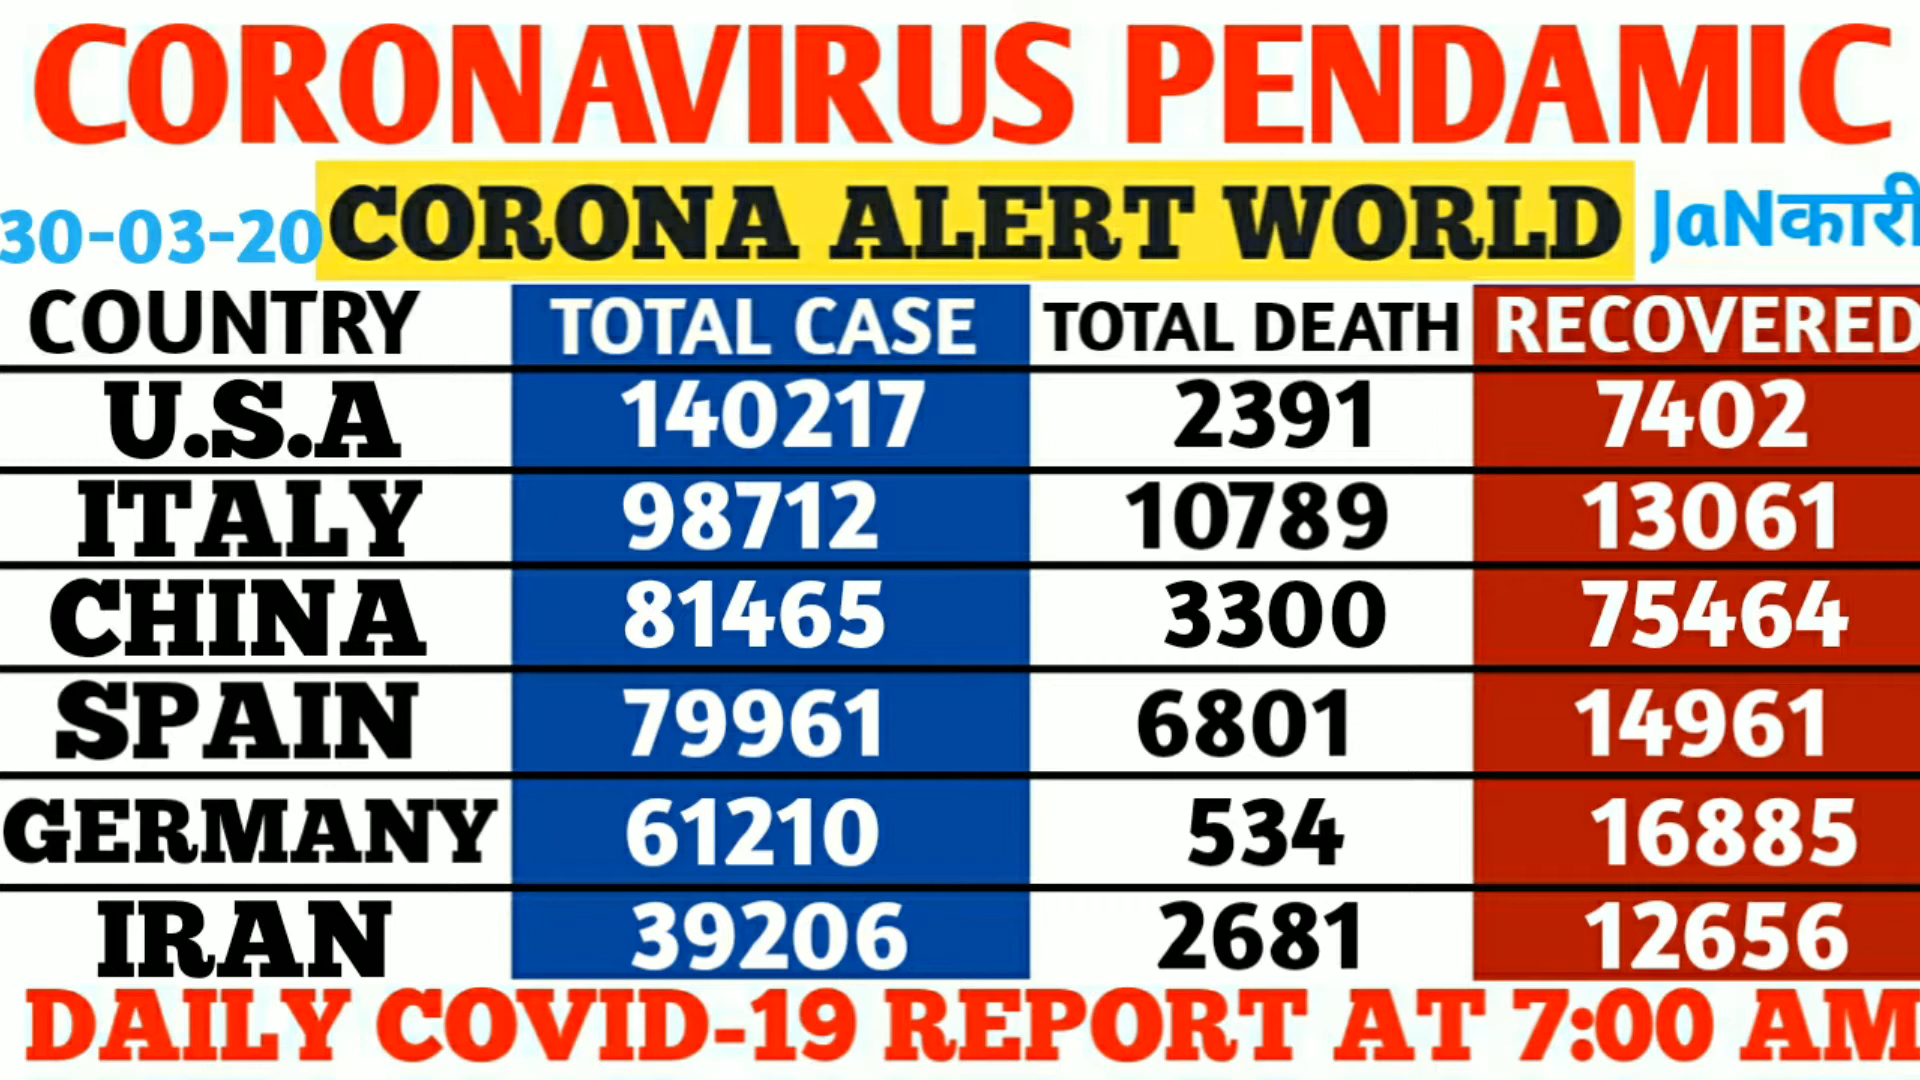 CORONAVIRUS PENDAMIC
30-03-20 CORONA ALERT WORLD JaNकारी
COUNTRY TOTAL CASE TOTAL DEATH RECOVERED
U.S.A 140217 2391 7402
ITALY 98712 10789 13061
CHINA 81465 3300 75464
SPAIN 79961 6801 14961
GERMANY 61210 534 16885
IRAN 39206 2681 12656
DAILY COVID-19 REPORT AT 7:00 AM